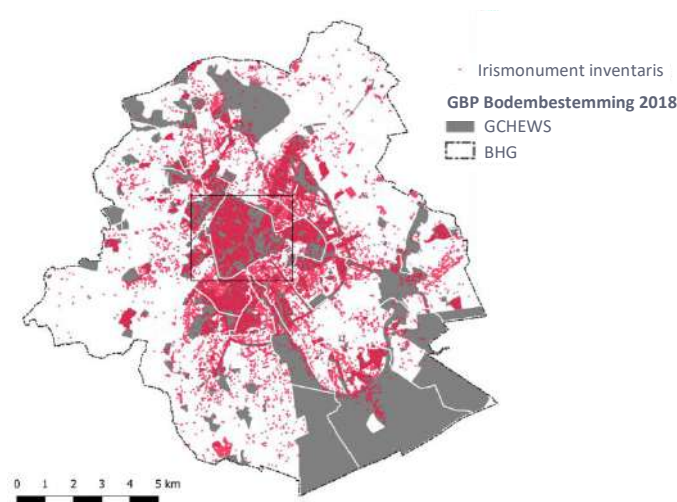 Irismonument inventaris
GBP Bodembestemming 2018
GCHEWS
BHG
0 1 2 3 4 5 km